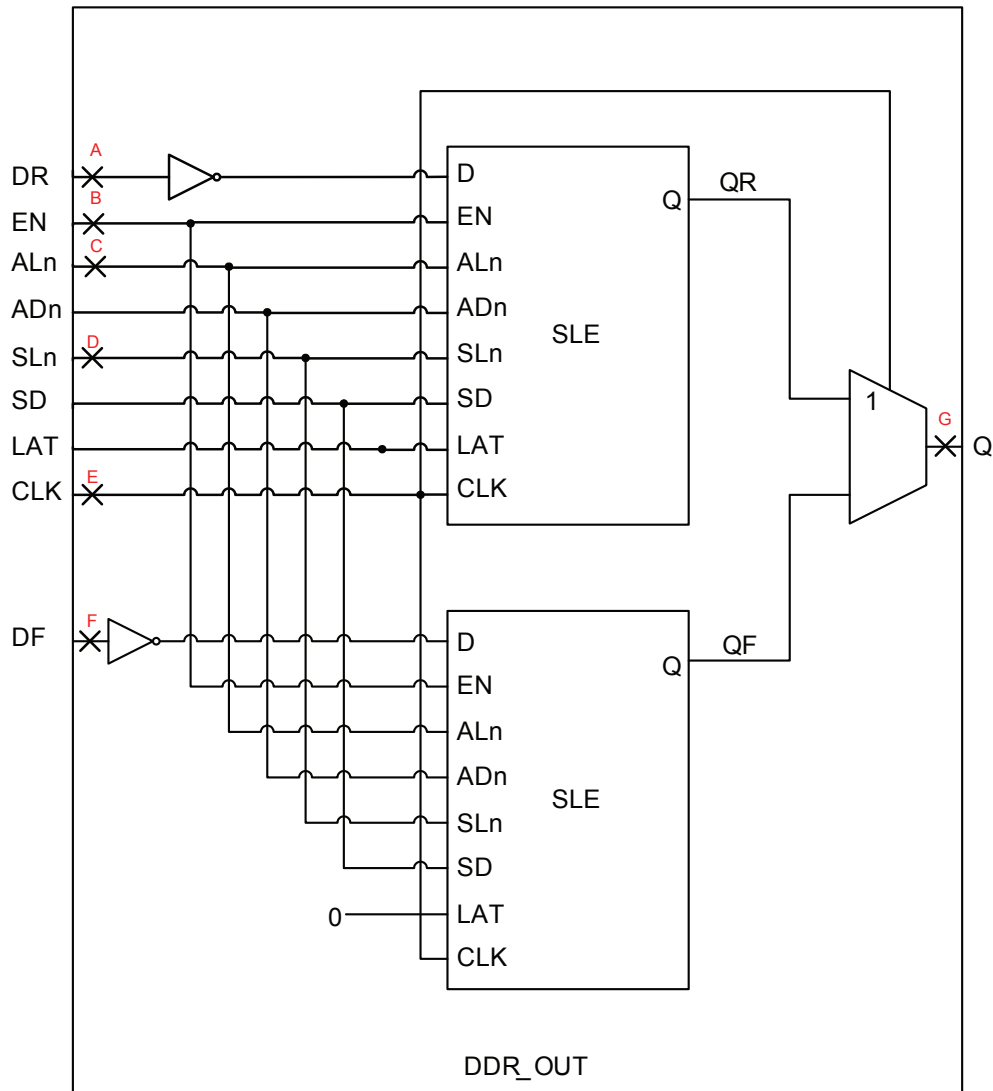 A
DR
B
EN
C
ALn
ADn
D
SLn
SD
LAT
E
CLK
F
DF
D
EN
ALn
ADn
SLn
SD
LAT
CLK
Q
SLE
QR
1
G
Q
D
EN
ALn
ADn
SLn
SD
0
LAT
CLK
Q
SLE
QF
DDR_OUT